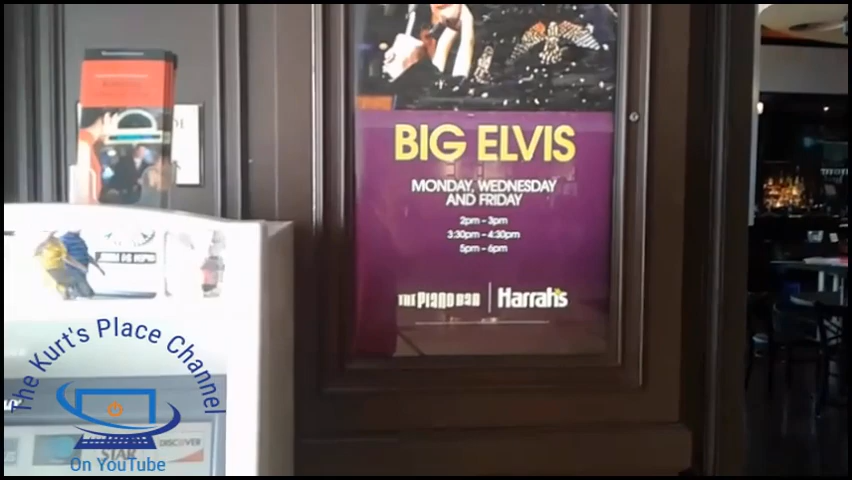 BIG ELVIS
MONDAY, WEDNESDAY
AND FRIDAY
2pm - 3pm
3:30pm - 4:30pm
5pm - 6pm
THE PIANO BAR | Harrah's
The Kurt's Place Channel
On YouTube
STAR
DISCOVER